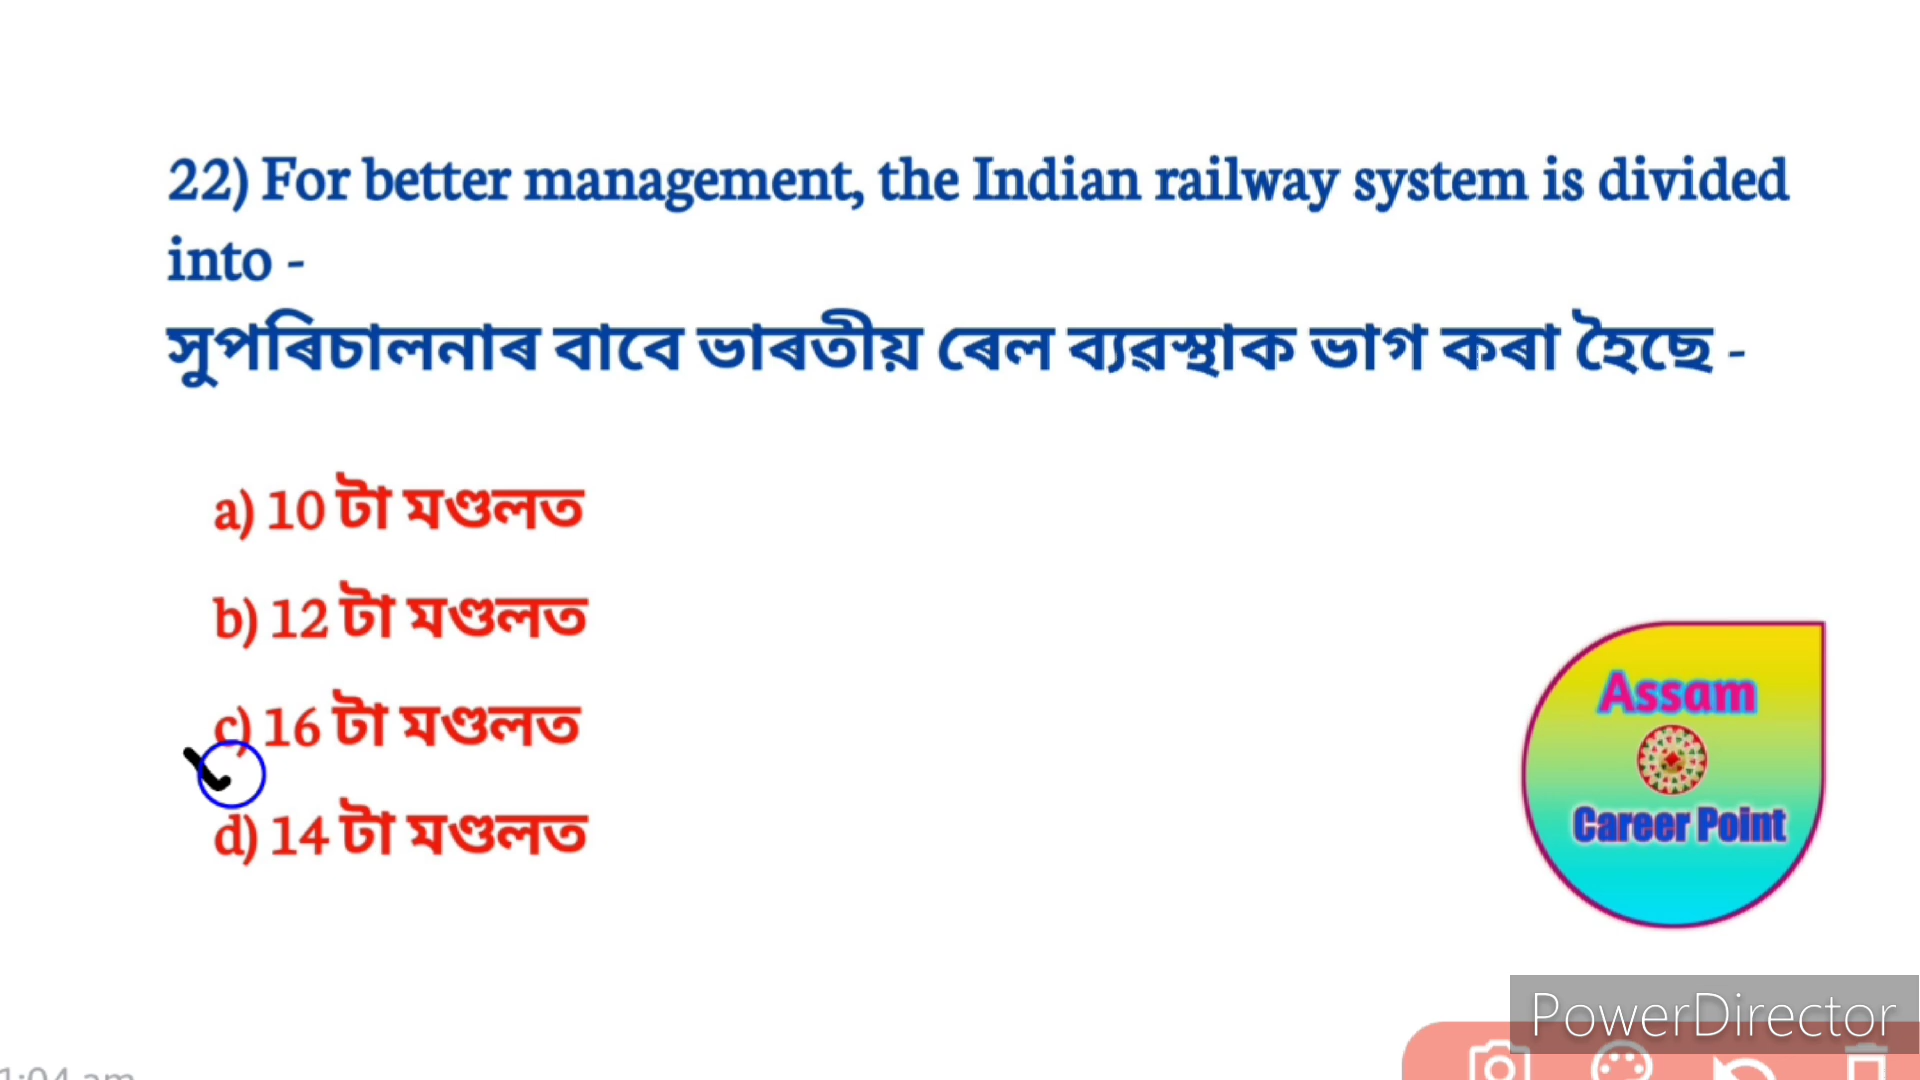 22) For better management, the Indian railway system is divided
into -
সুপৰিচালনাৰ বাবে ভাৰতীয় ৰেল ব্যৱস্থাক ভাগ কৰা হৈছে -
a) 10 টা মণ্ডলত
b) 12 টা মণ্ডলত
c) 16 টা মণ্ডলত
d) 14 টা মণ্ডলত
Assam
Career Point
PowerDirector